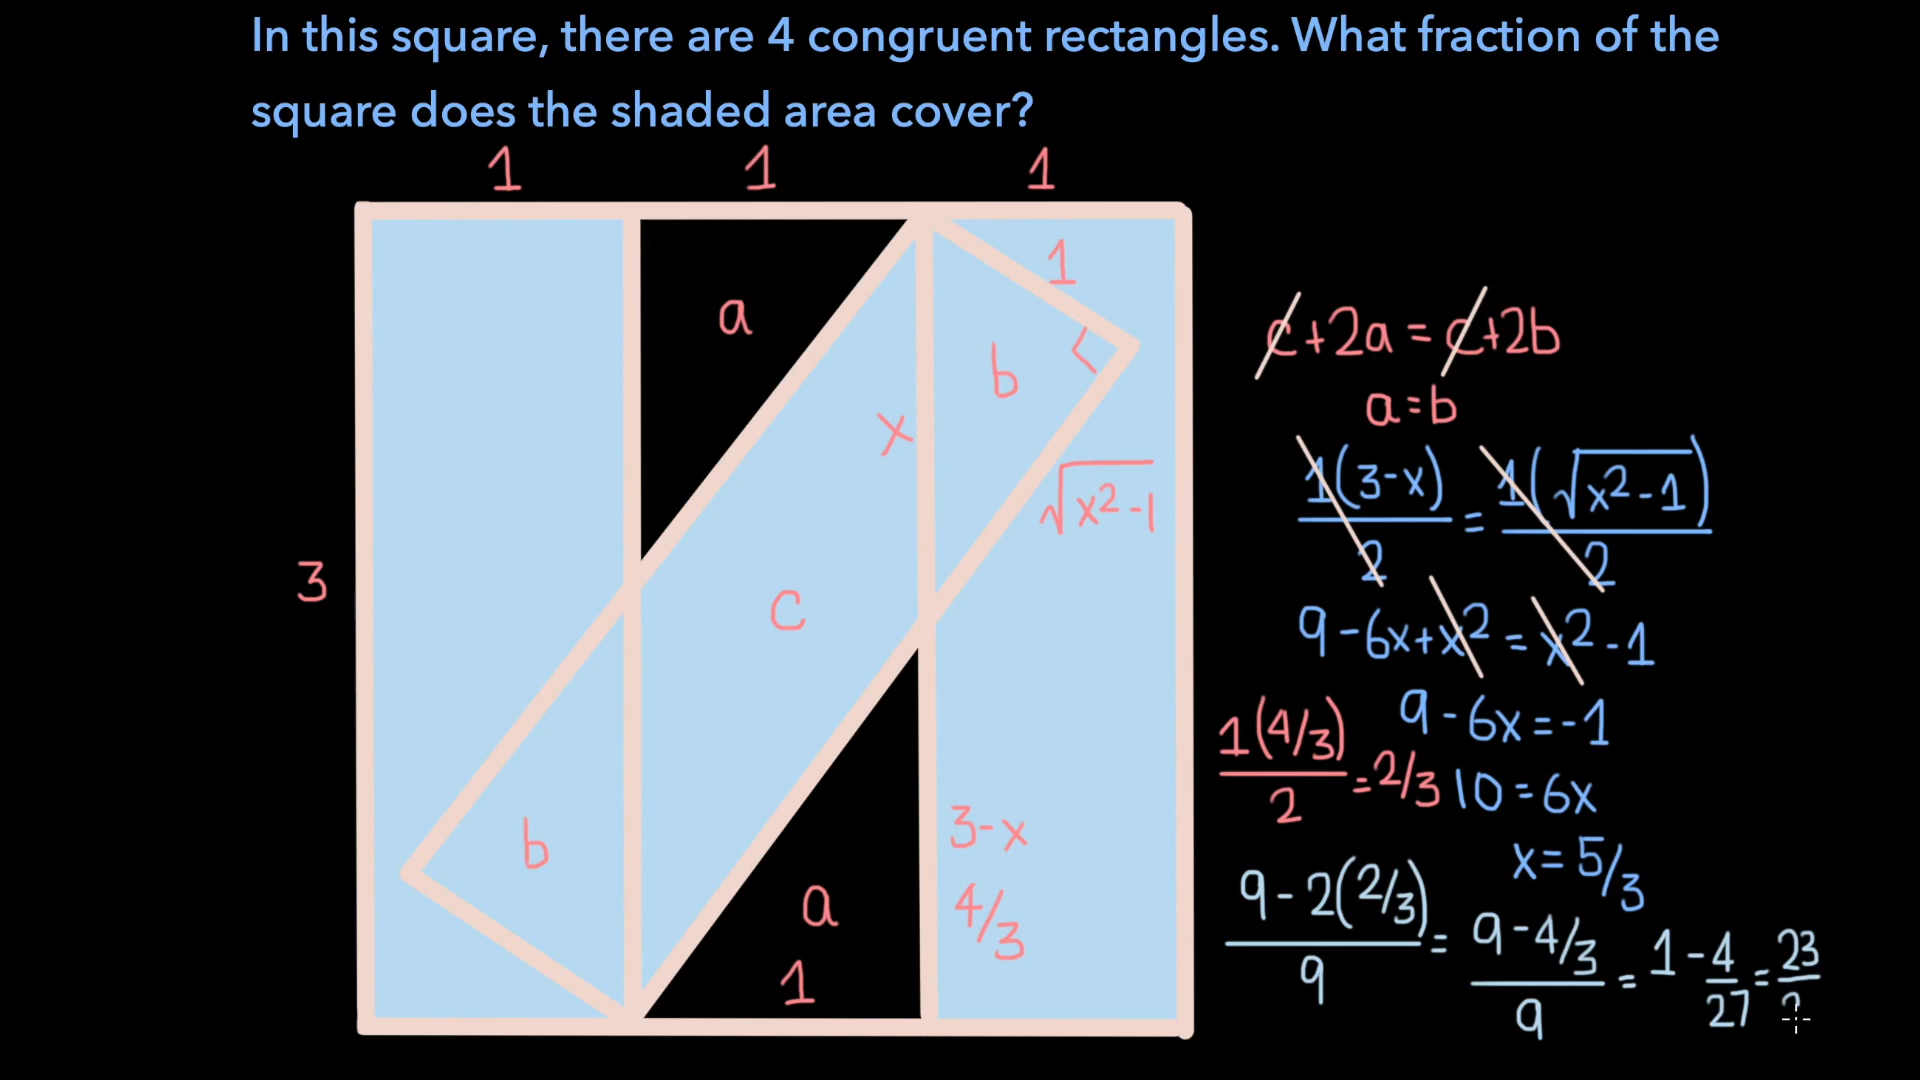 In this square, there are 4 congruent rectangles. What fraction of the
square does the shaded area cover?
1 1 1
a
1
b
x
√(x²-1)
3
c
b
3-x
4/3
a
1
c+2a = c+2b
a=b
1(3-x)/2 = 1(√(x²-1))/2
9-6x+x² = x²-1
9-6x=-1
1(4/3)/2 = 2/3
10=6x
x=5/3
(9-2(2/3))/9 = (9-4/3)/9 = 1-4/27 = 23/